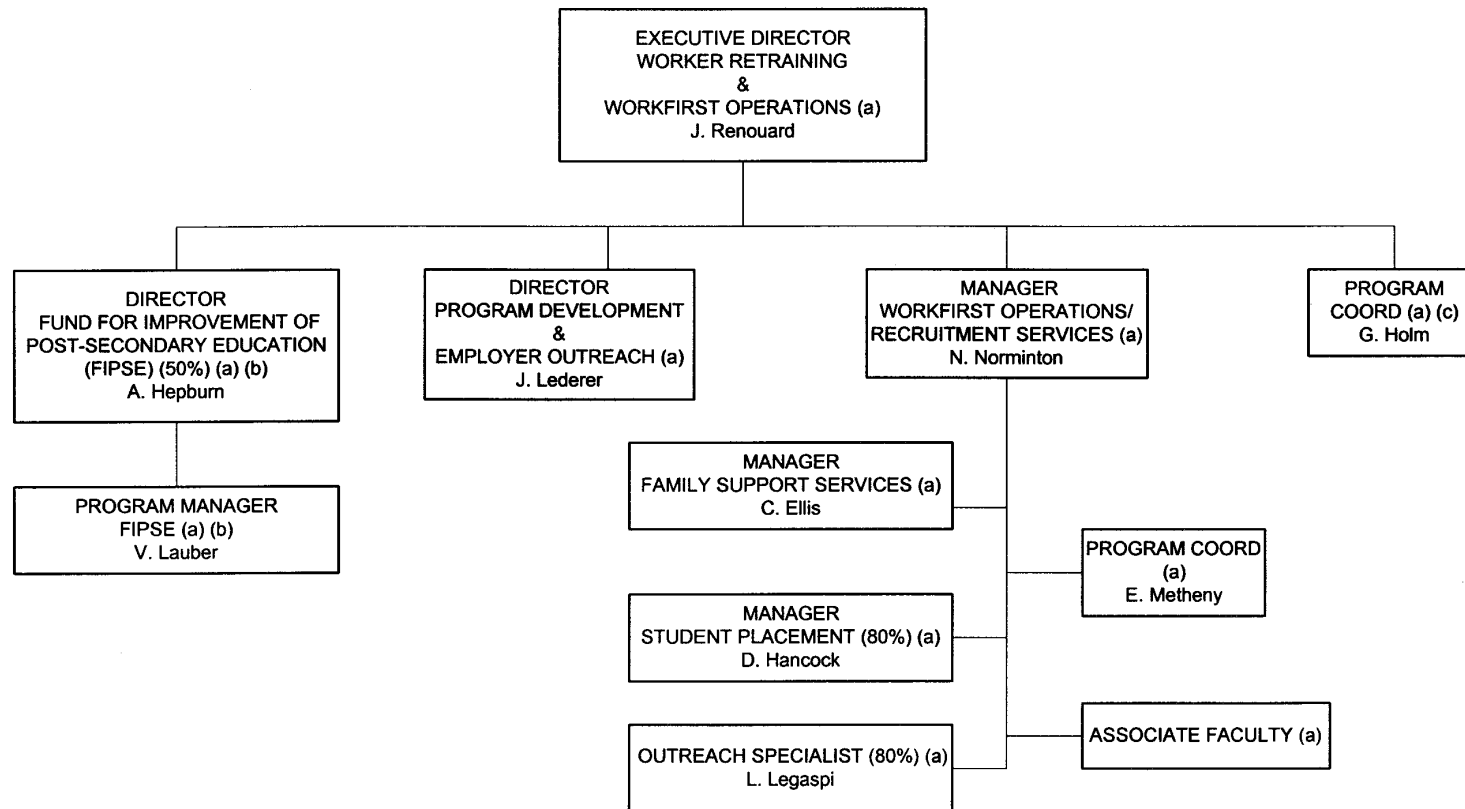 EXECUTIVE DIRECTOR
WORKER RETRAINING
&
WORKFIRST OPERATIONS (a)
J. Renouard
DIRECTOR
FUND FOR IMPROVEMENT OF
POST-SECONDARY EDUCATION
(FIPSE) (50%) (a) (b)
A. Hepburn
DIRECTOR
PROGRAM DEVELOPMENT
&
EMPLOYER OUTREACH (a)
J. Lederer
MANAGER
WORKFIRST OPERATIONS/
RECRUITMENT SERVICES (a)
N. Norminton
PROGRAM
COORD (a) (c)
G. Holm
PROGRAM MANAGER
FIPSE (a) (b)
V. Lauber
MANAGER
FAMILY SUPPORT SERVICES (a)
C. Ellis
PROGRAM COORD
(a)
E. Metheny
MANAGER
STUDENT PLACEMENT (80%) (a)
D. Hancock
ASSOCIATE FACULTY (a)
OUTREACH SPECIALIST (80%) (a)
L. Legaspi